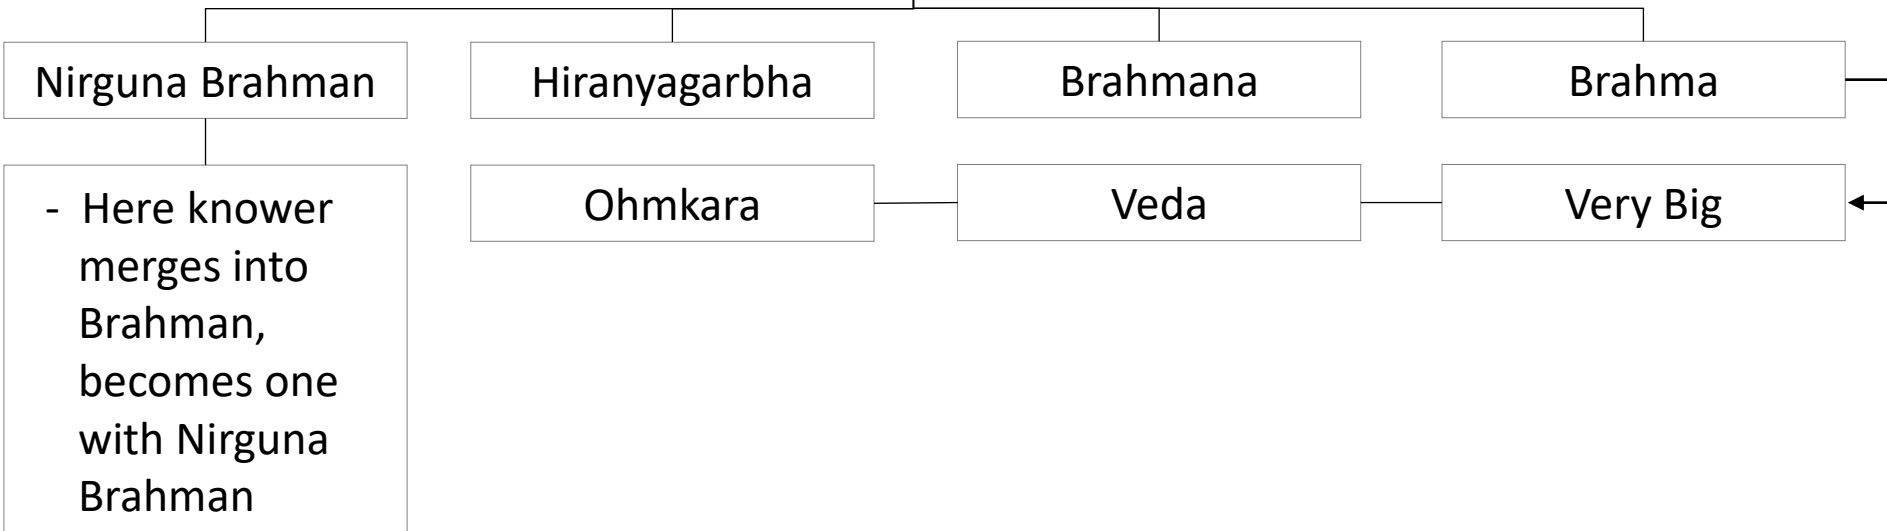 Nirguna Brahman
Hiranyagarbha
Brahmana
Brahma
- Here knower
merges into
Brahman,
becomes one
with Nirguna
Brahman
Ohmkara
Veda
Very Big